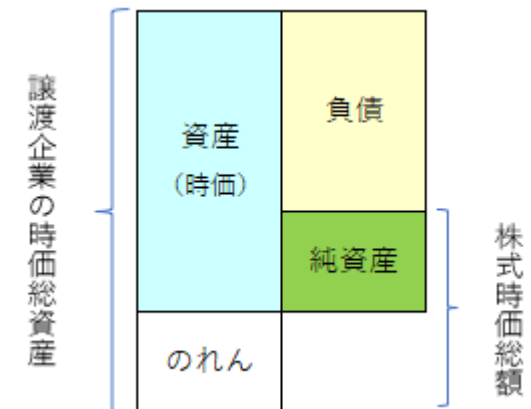 譲渡企業の時価総資産
資産
（時価）
負債
純資産
のれん
株式時価総額